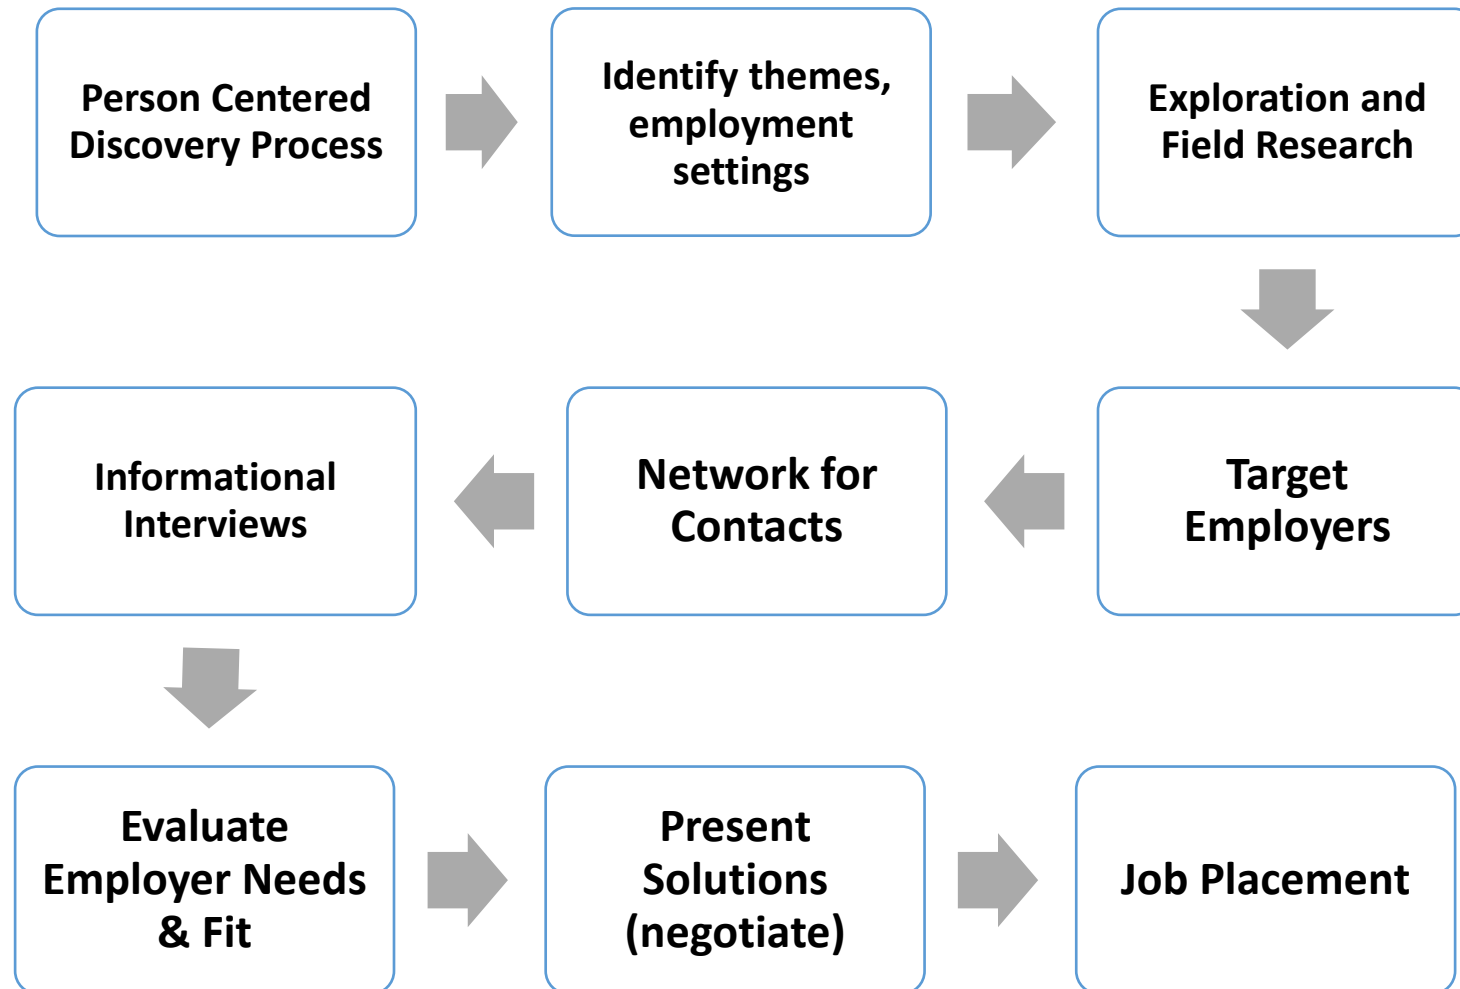 Person Centered
Discovery Process
Identify themes,
employment
settings
Exploration and
Field Research
Target
Employers
Network for
Contacts
Informational
Interviews
Evaluate
Employer Needs
& Fit
Present
Solutions
(negotiate)
Job Placement